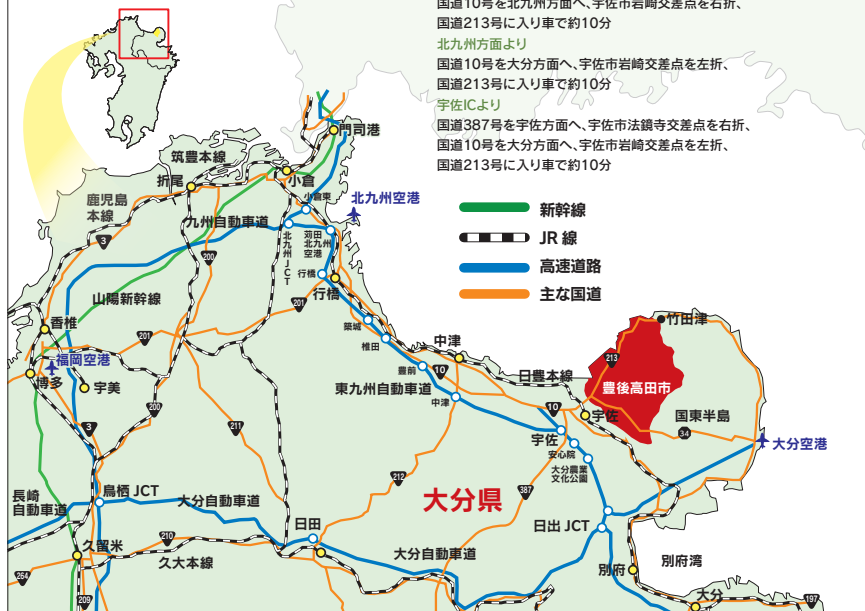 国道10号を北九州方面へ、宇佐市岩崎交差点を右折、
国道213号に入り車で約10分
北九州方面より
国道10号を大分方面へ、宇佐市岩崎交差点を左折、
国道213号に入り車で約10分
宇佐ICより
国道387号を宇佐方面へ、宇佐市法鏡寺交差点を右折、
国道10号を大分方面へ、宇佐市岩崎交差点を左折、
国道213号に入り車で約10分
新幹線
JR線
高速道路
主な国道
門司港
筑豊本線
折尾
小倉
小倉東
北九州空港
鹿児島
本線
九州自動車道
北九州JCT
苅田北九州空港
3
200
行橋
行橋
201
山陽新幹線
香椎
201
築城
椎田
福岡空港
博多
宇美
豊前
10
中津
中津
日豊本線
東九州自動車道
竹田津
213
豊後高田市
国東半島
34
10
宇佐
宇佐
安心院
大分農業
文化公園
大分空港
3
200
211
212
387
大分県
長崎
自動車道
鳥栖JCT
大分自動車道
日田
日出JCT
210
久留米
久大本線
大分自動車道
別府
別府湾
大分
197
264
209